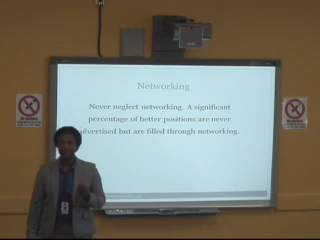 Networking
Never neglect networking. A significant
percentage of better positions are never
advertised but are filled through networking.